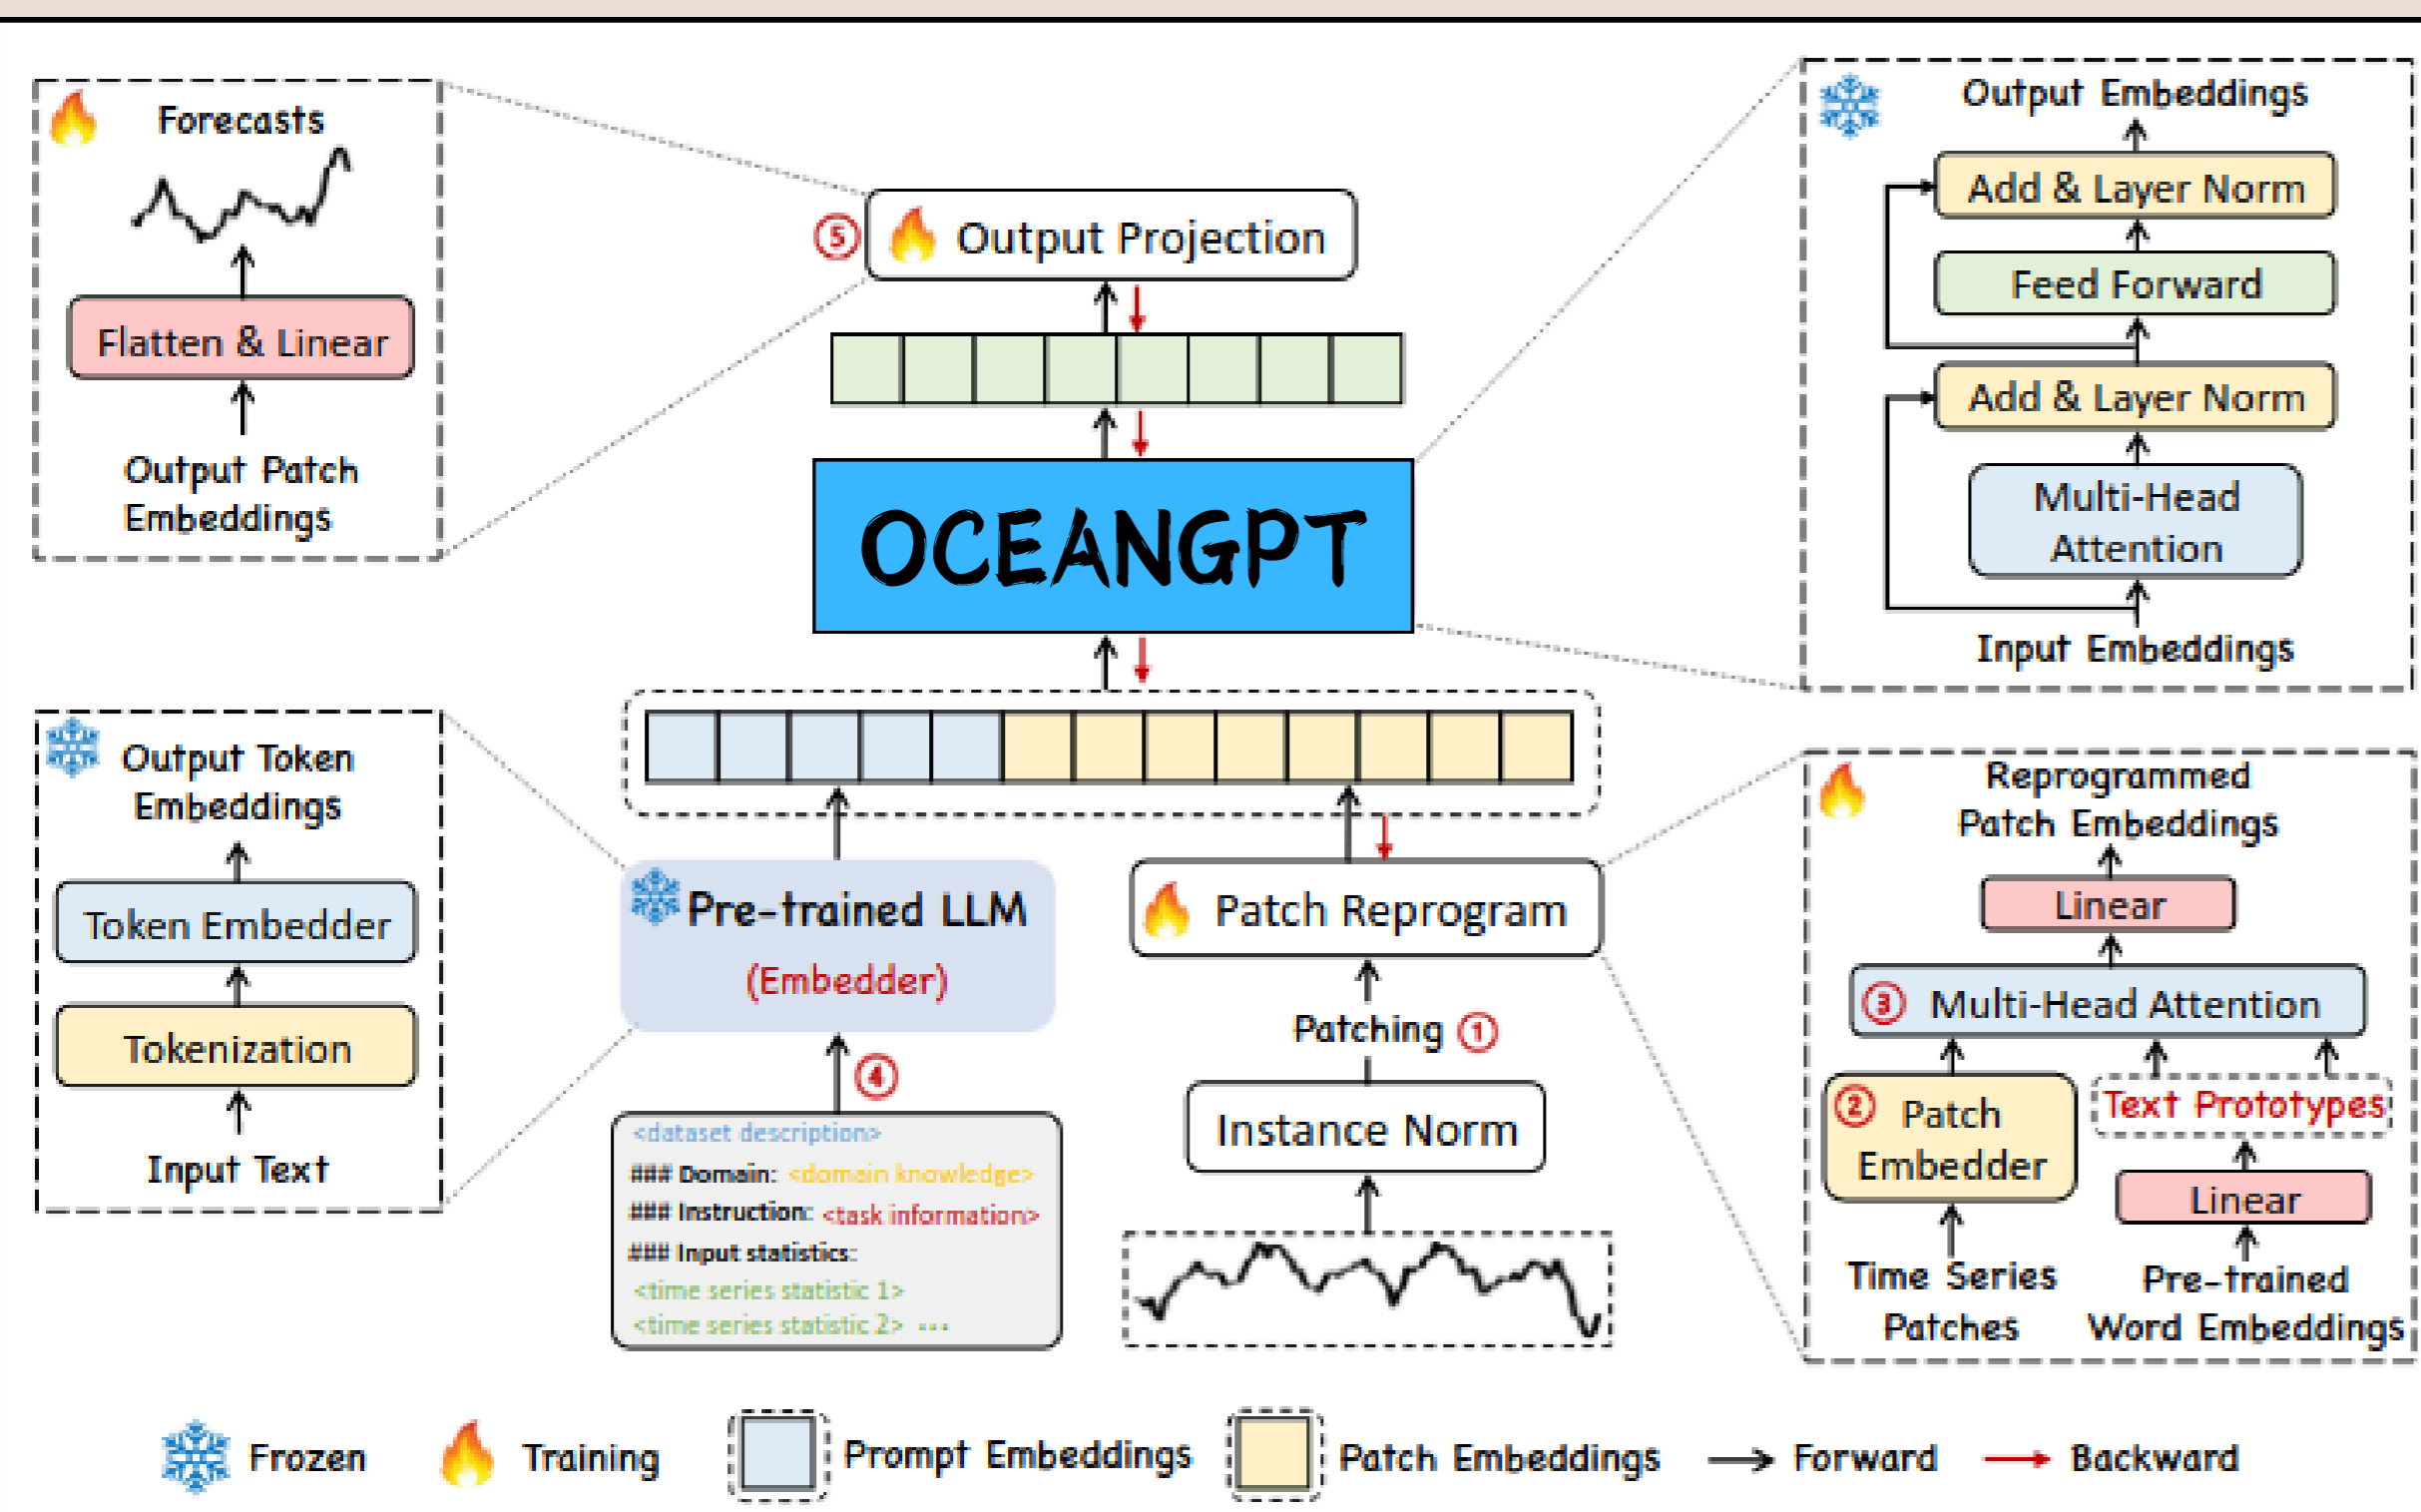 Forecasts
Flatten & Linear
Output Patch
Embeddings
⑤ Output Projection
OCEANGPT
Output Embeddings
Add & Layer Norm
Feed Forward
Add & Layer Norm
Multi-Head
Attention
Input Embeddings
Output Token
Embeddings
Token Embedder
Tokenization
Input Text
Pre-trained LLM
(Embedder)
④
<dataset description>
### Domain: <domain knowledge>
### Instruction: <task information>
### Input statistics:
<time series statistic 1>
<time series statistic 2> ...
Patch Reprogram
Patching ①
Instance Norm
Reprogrammed
Patch Embeddings
Linear
③ Multi-Head Attention
② Patch
Embedder
Text Prototypes
Linear
Time Series
Patches
Pre-trained
Word Embeddings
Frozen
Training
Prompt Embeddings
Patch Embeddings
Forward
Backward